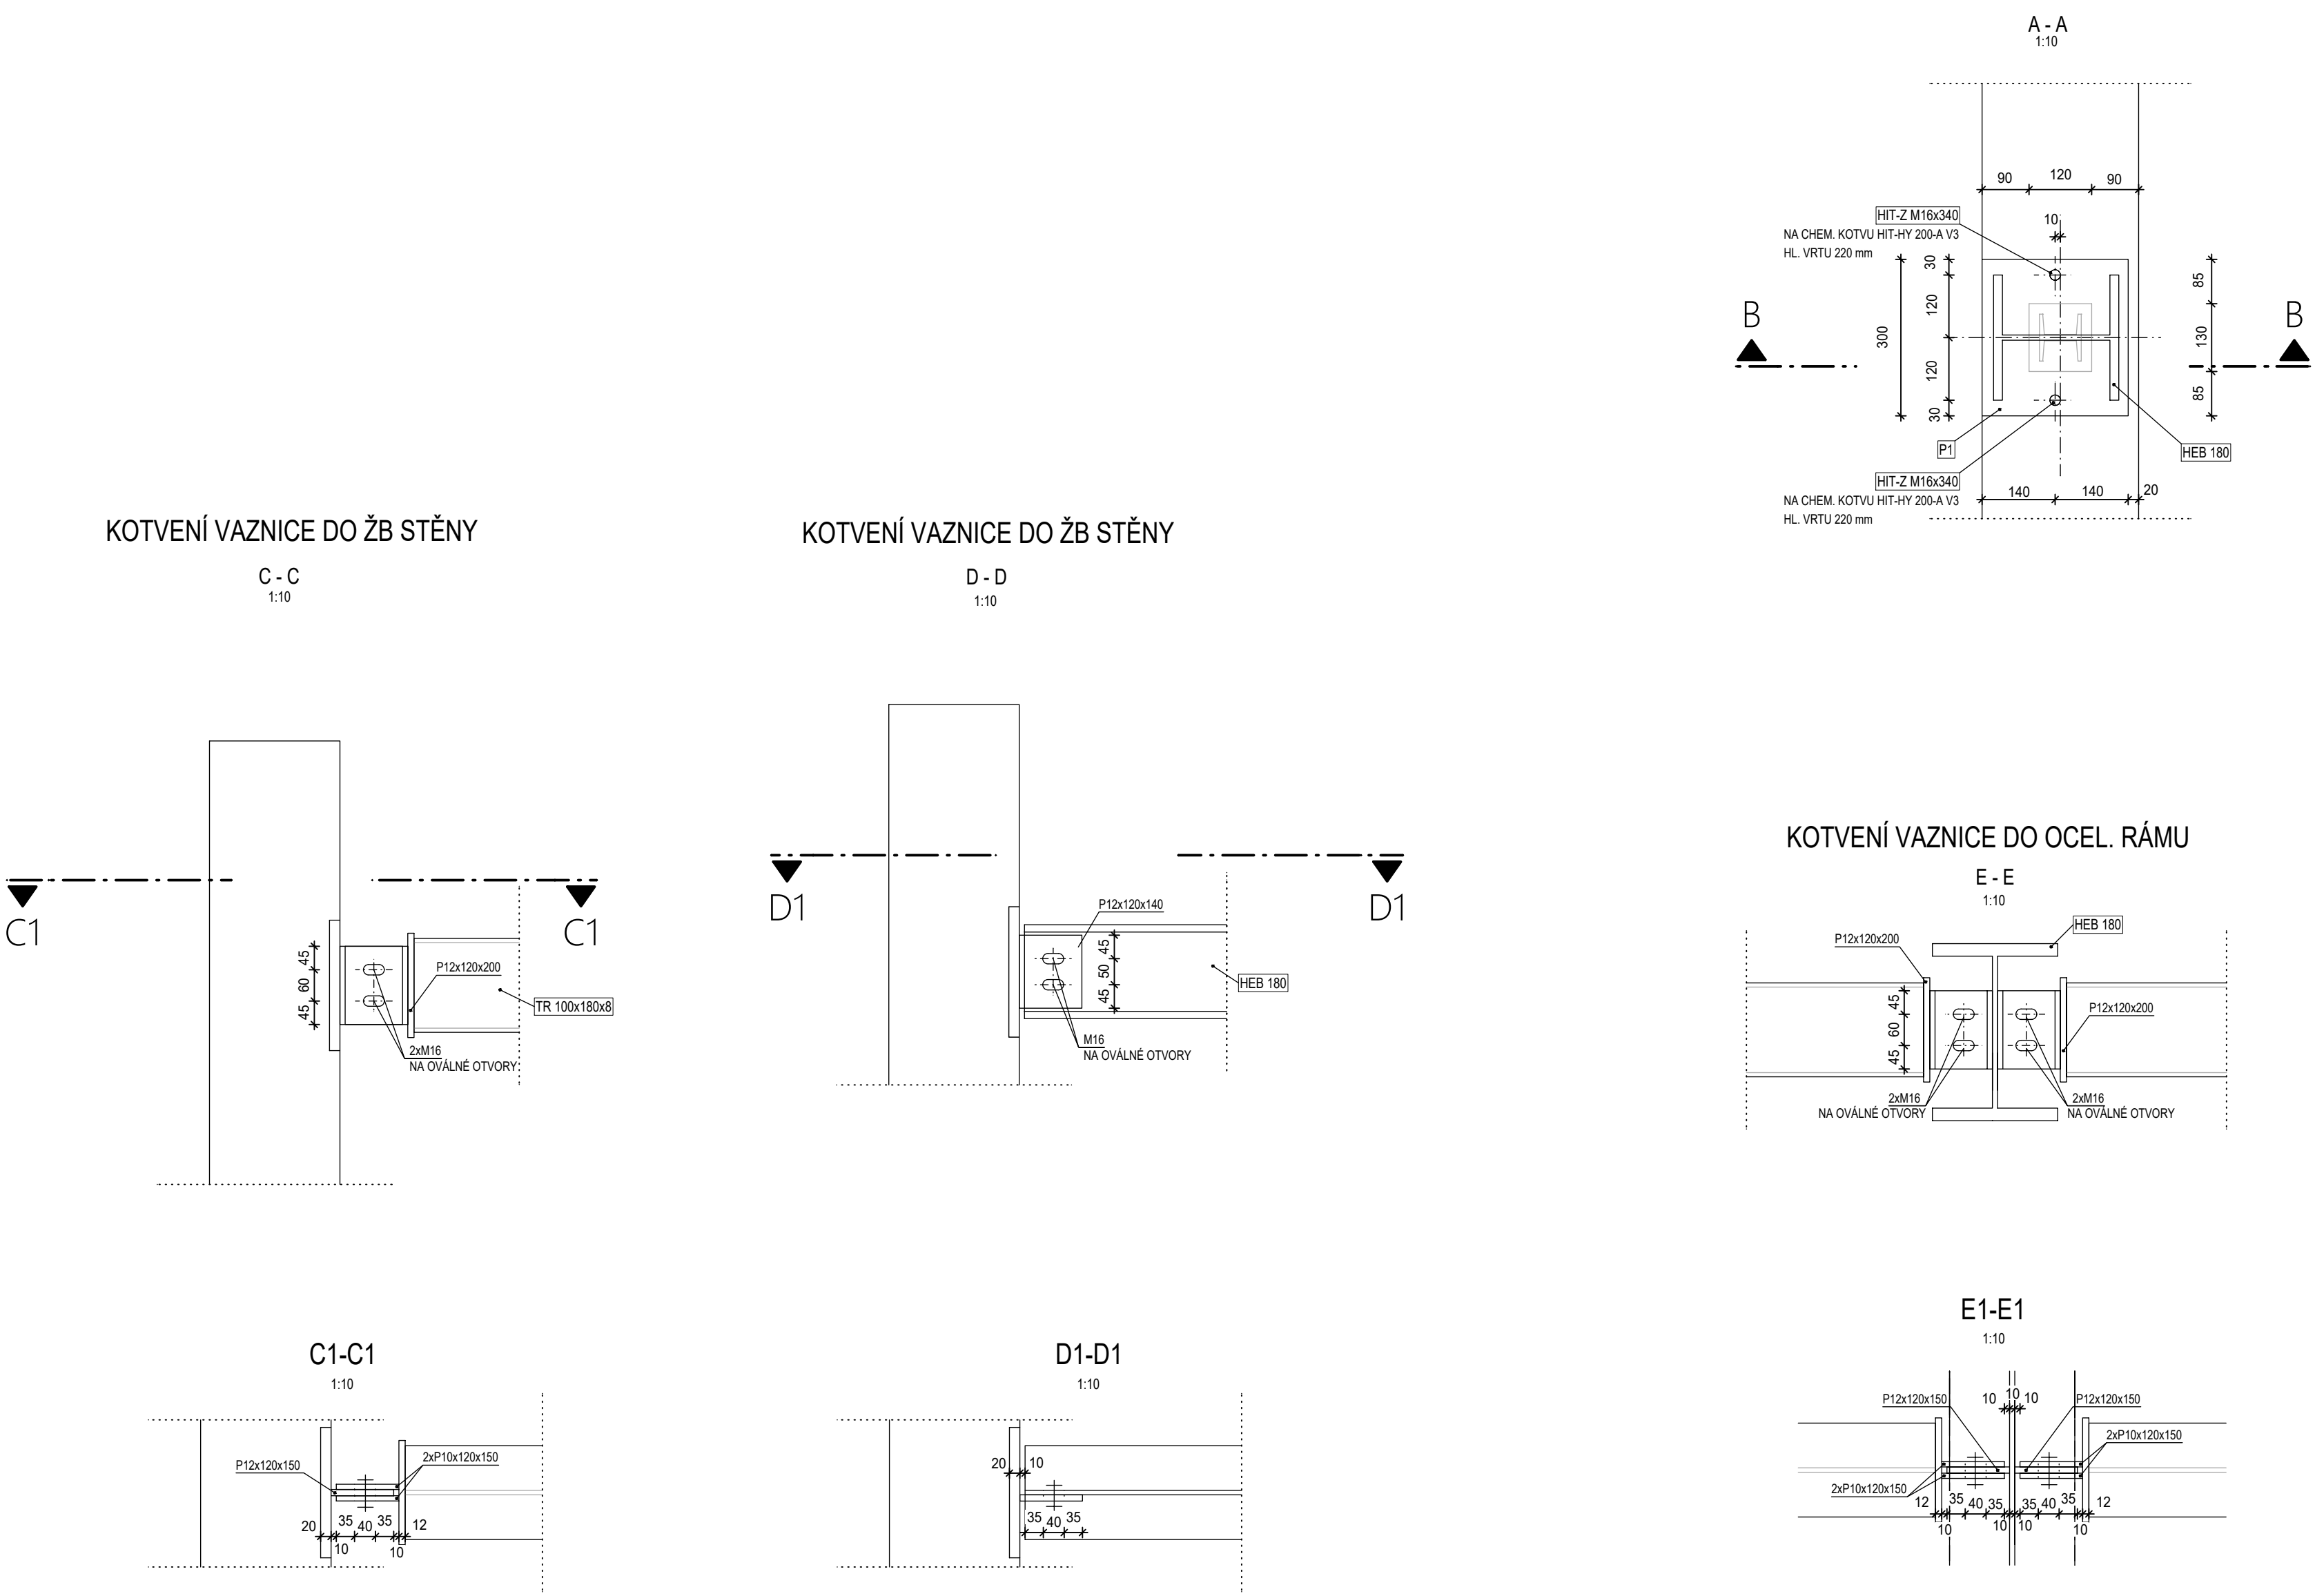 A - A
1:10
90
120
90
HIT-Z M16x340
NA CHEM. KOTVU HIT-HY 200-A V3
HL. VRTU 220 mm
10
300
30
120
120
30
85
130
85
B
B
P1
HEB 180
HIT-Z M16x340
NA CHEM. KOTVU HIT-HY 200-A V3
HL. VRTU 220 mm
140
140
20
KOTVENÍ VAZNICE DO ŽB STĚNY
C - C
1:10
C1
C1
45
60
45
P12x120x200
TR 100x180x8
2xM16
NA OVÁLNÉ OTVORY
KOTVENÍ VAZNICE DO ŽB STĚNY
D - D
1:10
D1
D1
P12x120x140
45
50
45
HEB 180
M16
NA OVÁLNÉ OTVORY
KOTVENÍ VAZNICE DO OCEL. RÁMU
E - E
1:10
HEB 180
P12x120x200
45
60
45
P12x120x200
2xM16
NA OVÁLNÉ OTVORY
2xM16
NA OVÁLNÉ OTVORY
C1-C1
1:10
P12x120x150
2xP10x120x150
20
35
40
35
12
10
10
D1-D1
1:10
20
10
35
40
35
E1-E1
1:10
P12x120x150
10
10
10
P12x120x150
2xP10x120x150
2xP10x120x150
12
35
40
35
35
40
35
12
10
10
10
10